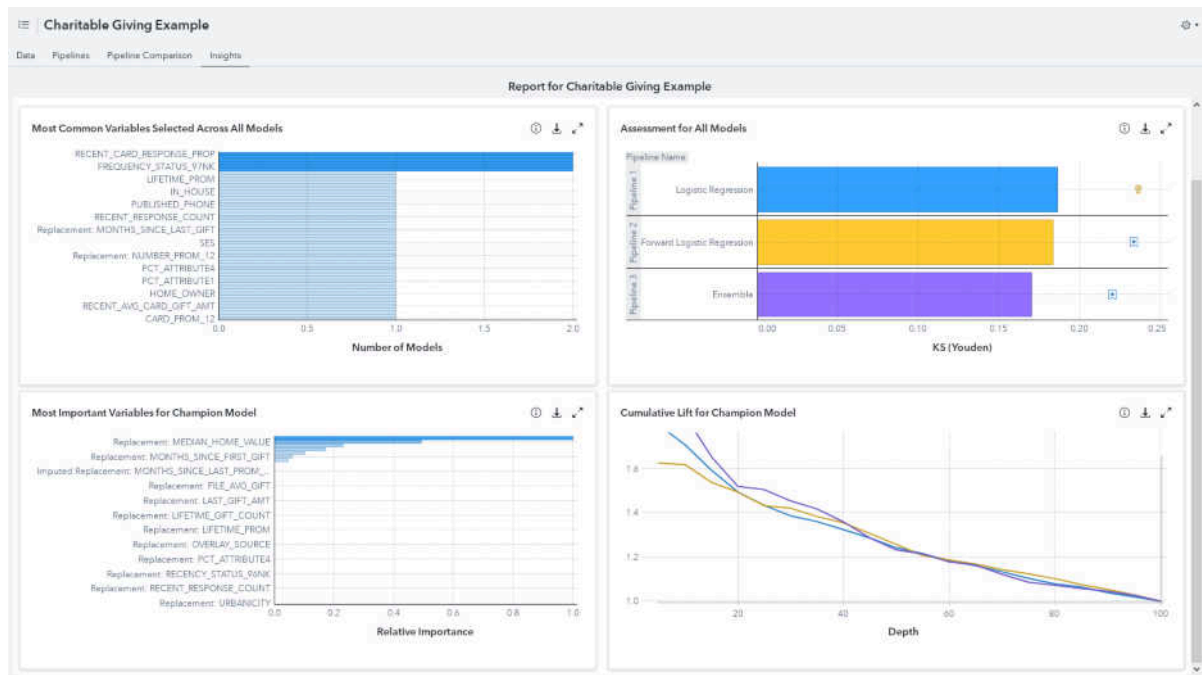 Charitable Giving Example
Data Pipelines Pipeline Comparison Insights
Report for Charitable Giving Example
Most Common Variables Selected Across All Models
RECENT_CARD_RESPONSE_PROP
FREQUENCY_STATUS_97NK
LIFETIME_PROM
IN_HOUSE
PUBLISHED_PHONE
RECENT_RESPONSE_COUNT
Replacement: MONTHS_SINCE_LAST_GIFT
SES
Replacement: NUMBER_PROM_12
PCT_ATTRIBUTE4
PCT_ATTRIBUTE1
HOME_OWNER
RECENT_AVG_CARD_GIFT_AMT
CARD_PROM_12
0.0 0.5 1.0 1.5 2.0
Number of Models
Assessment for All Models
Pipeline Name:
Pipeline 1
Logistic Regression
Pipeline 2
Forward Logistic Regression
Pipeline 3
Ensemble
0.00 0.05 0.10 0.15 0.20 0.25
KS (Youden)
Most Important Variables for Champion Model
Replacement: MEDIAN_HOME_VALUE
Replacement: MONTHS_SINCE_FIRST_GIFT
Imputed Replacement: MONTHS_SINCE_LAST_PROM_...
Replacement: FILE_AVG_GIFT
Replacement: LAST_GIFT_AMT
Replacement: LIFETIME_GIFT_COUNT
Replacement: LIFETIME_PROM
Replacement: OVERLAY_SOURCE
Replacement: PCT_ATTRIBUTE4
Replacement: RECENCY_STATUS_96NK
Replacement: RECENT_RESPONSE_COUNT
Replacement: URBANICITY
0.0 0.2 0.4 0.6 0.8 1.0
Relative Importance
Cumulative Lift for Champion Model
1.6
1.4
1.2
1.0
20 40 60 80 100
Depth